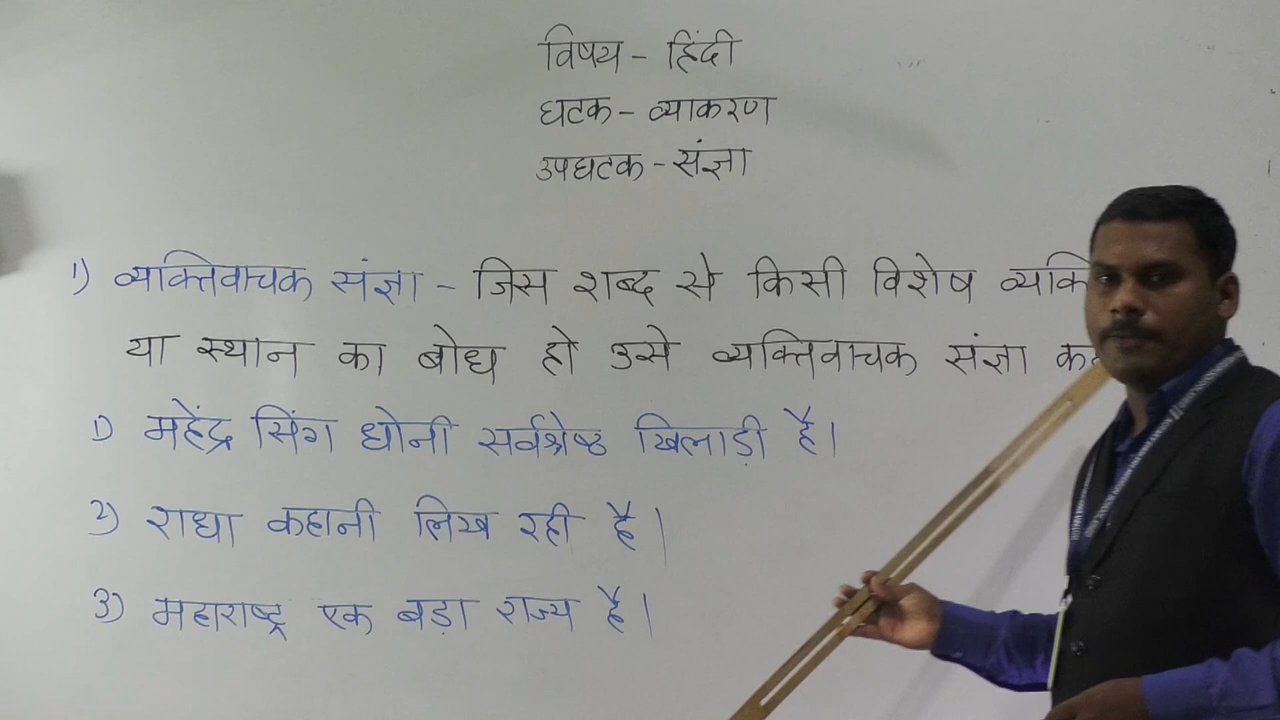 विषय - हिंदी
घटक - व्याकरण
उपघटक - संज्ञा
1) व्यक्तिवाचक संज्ञा - जिस शब्द से किसी विशेष
या स्थान का बोध हो उसे व्यक्तिवाचक संज्ञा
1) महेंद्र सिंग धोनी सर्वश्रेष्ठ खिलाड़ी है।
2) राधा कहानी लिख रही है।
3) महाराष्ट्र एक बड़ा राज्य है।